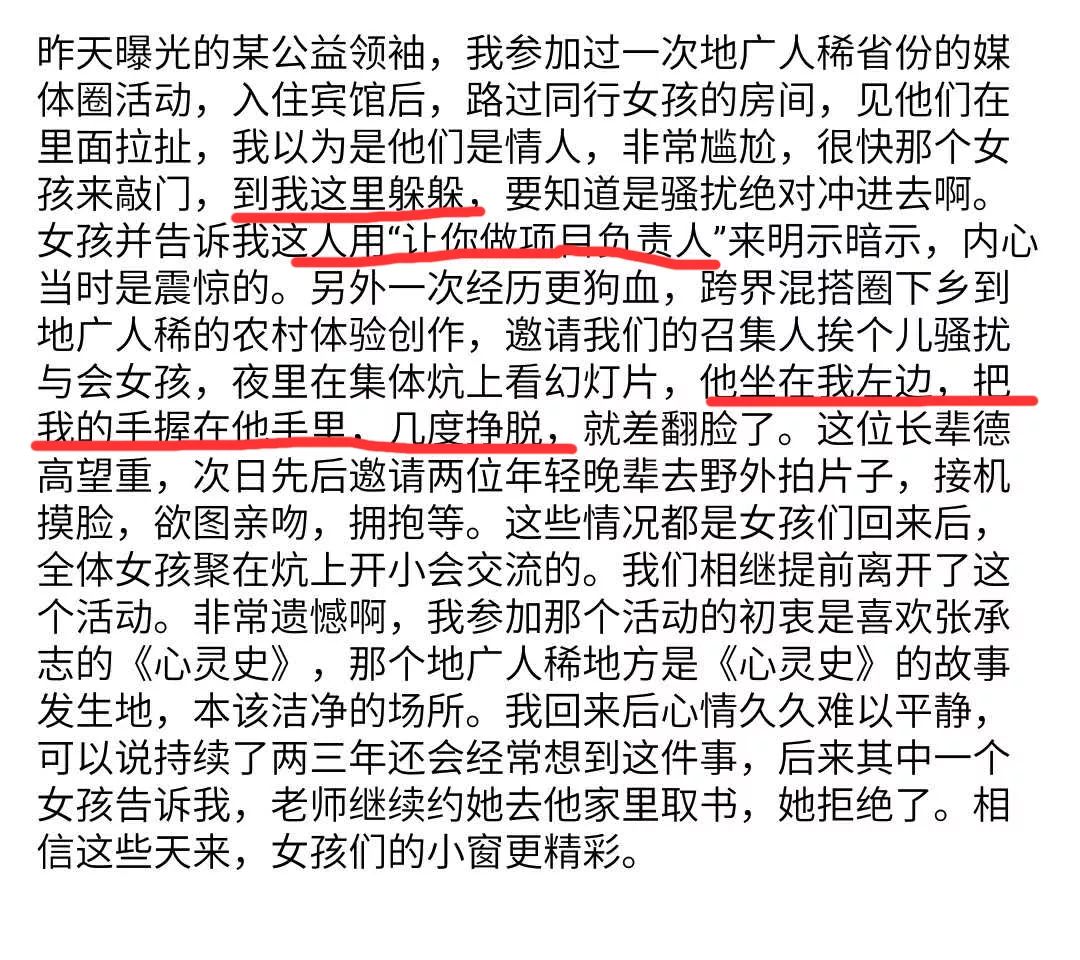 昨天曝光的某公益领袖，我参加过一次地广人稀省份的媒
体圈活动，入住宾馆后，路过同行女孩的房间，见他们在
里面拉扯，我以为是他们是情人，非常尴尬，很快那个女
孩来敲门，到我这里躲躲，要知道是骚扰绝对冲进去啊。
女孩并告诉我这人用“让你做项目负责人”来明示暗示，内心
当时是震惊的。另外一次经历更狗血，跨界混搭圈下乡到
地广人稀的农村体验创作，邀请我们的召集人挨个儿骚扰
与会女孩，夜里在集体炕上看幻灯片，他坐在我左边，把
我的手握在他手里，几度挣脱，就差翻脸了。这位长辈德
高望重，次日先后邀请两位年轻晚辈去野外拍片子，接机
摸脸，欲图亲吻，拥抱等。这些情况都是女孩们回来后，
全体女孩聚在炕上开小会交流的。我们相继提前离开了这
个活动。非常遗憾啊，我参加那个活动的初衷是喜欢张承
志的《心灵史》，那个地广人稀地方是《心灵史》的故事
发生地，本该洁净的场所。我回来后心情久久难以平静，
可以说持续了两三年还会经常想到这件事，后来其中一个
女孩告诉我，老师继续约她去他家里取书，她拒绝了。相
信这些天来，女孩们的小窗更精彩。